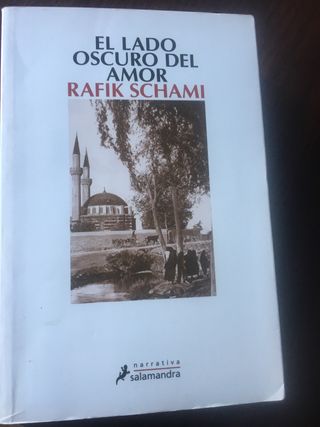 EL LADO
OSCURO DEL
AMOR
RAFIK SCHAMI
narrativa
salamandra